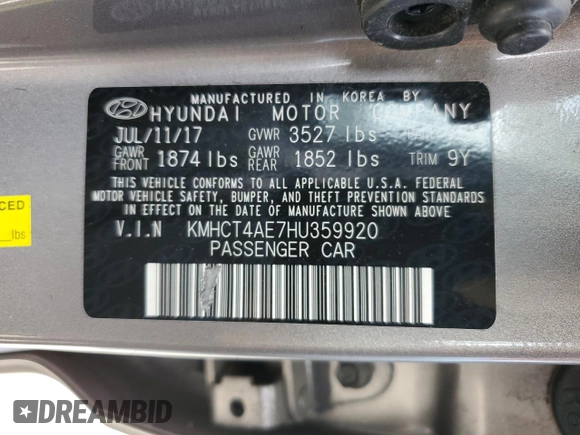 MANUFACTURED IN KOREA BY
HYUNDAI MOTOR COMPANY
JUL/11/17 GVWR 3527 lbs
GAWR FRONT 1874 lbs GAWR REAR 1852 lbs TRIM 9Y
THIS VEHICLE CONFORMS TO ALL APPLICABLE U.S.A. FEDERAL
MOTOR VEHICLE SAFETY, BUMPER, AND THEFT PREVENTION STANDARDS
IN EFFECT ON THE DATE OF MANUFACTURE SHOWN ABOVE.
V.I.N KMHCT4AE7HU359920
PASSENGER CAR
CED
lbs
DREAMBID